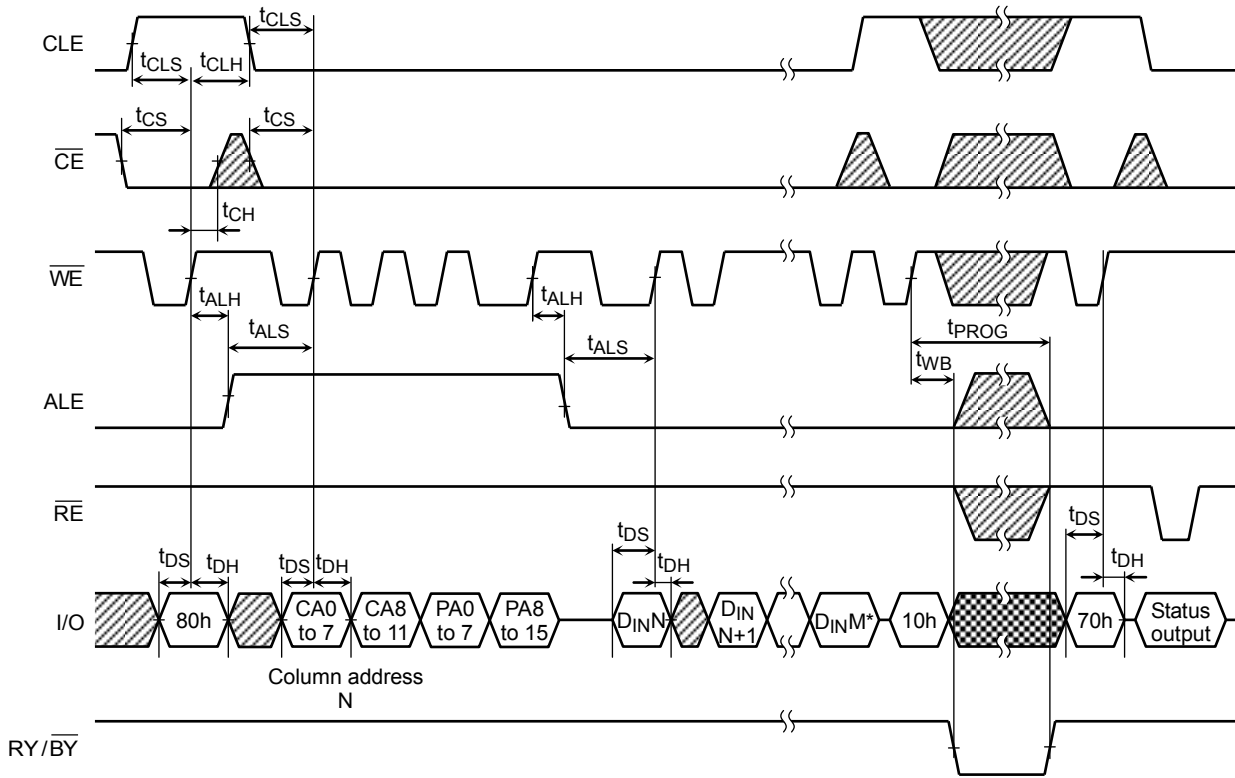 CLE
tCLS
tCLS
tCLH
CE
tCS
tCS
tCH
WE
tALH
tALS
tALH
tALS
tPROG
tWB
ALE
RE
tDS
tDH
tDS
tDH
tDS
tDH
tDS
tDH
I/O
80h
CA0
to 7
CA8
to 11
PA0
to 7
PA8
to 15
DINN
DIN
N+1
DINM*
10h
70h
Status
output
Column address
N
RY/BY